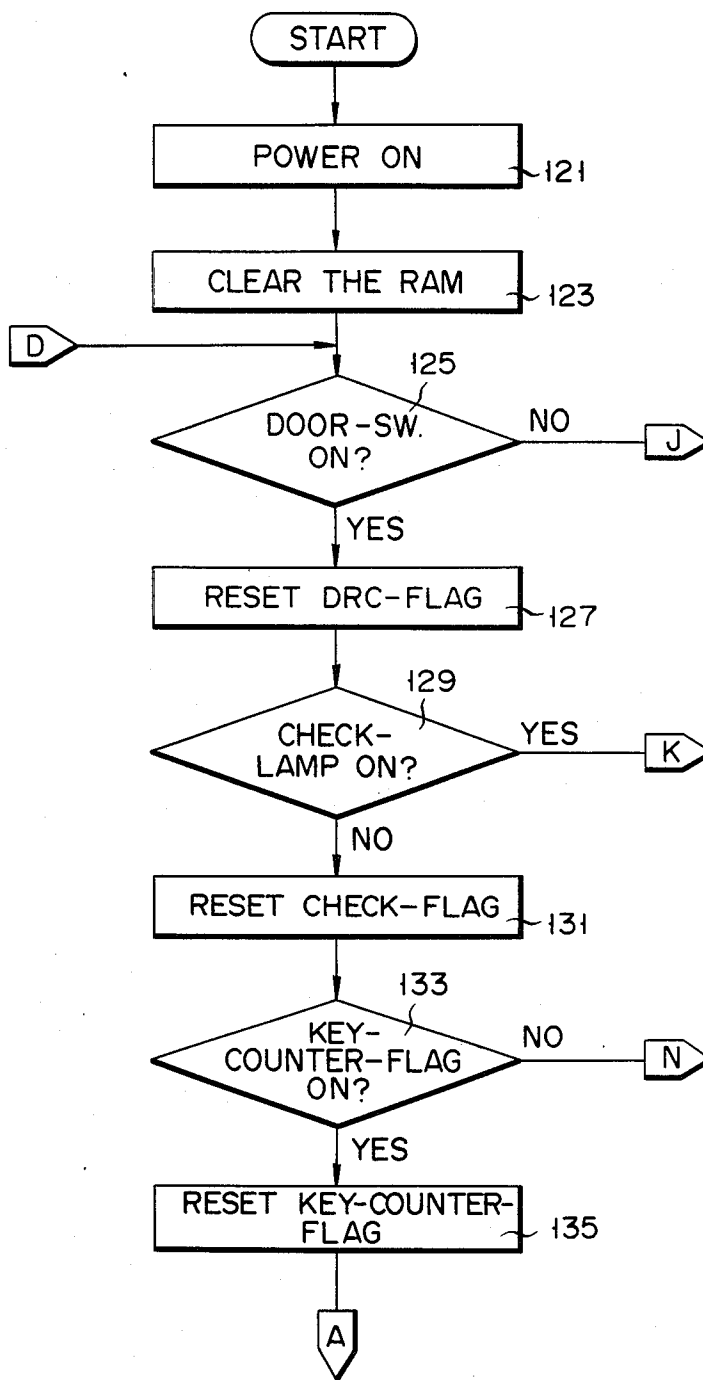 START
POWER ON
121
CLEAR THE RAM
123
D
125
DOOR-SW.
ON?
NO
J
YES
RESET DRC-FLAG
127
129
CHECK-
LAMP ON?
YES
K
NO
RESET CHECK-FLAG
131
133
KEY-
COUNTER-FLAG
ON?
NO
N
YES
RESET KEY-COUNTER-
FLAG
135
A